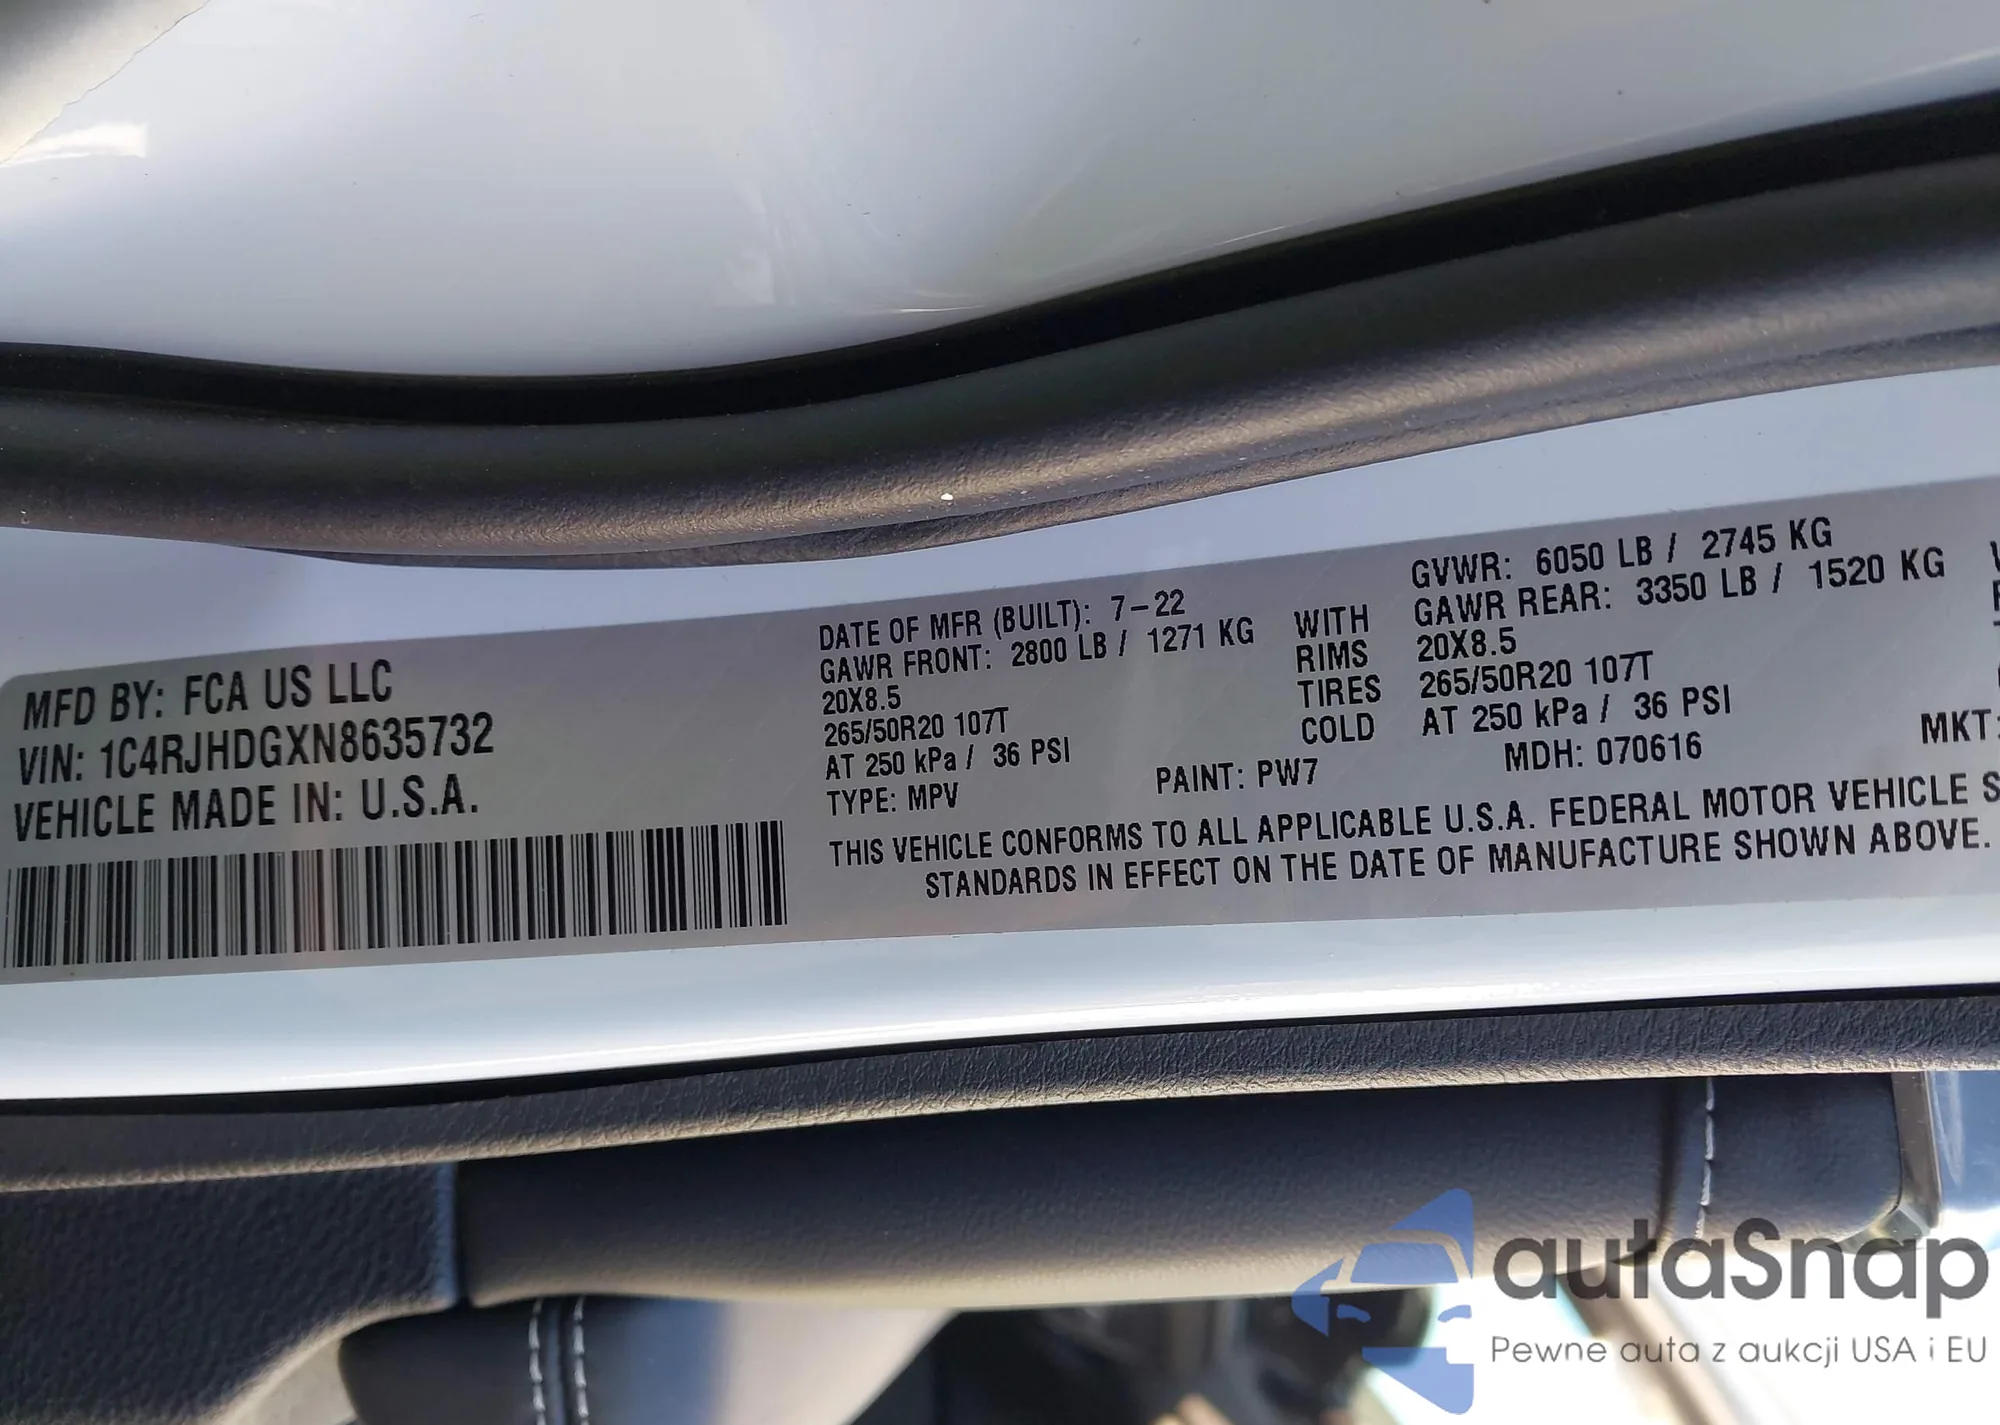 MFD BY: FCA US LLC
VIN: 1C4RJHDGXN8635732
VEHICLE MADE IN: U.S.A.
DATE OF MFR (BUILT): 7-22
GVWR: 6050 LB / 2745 KG
GAWR FRONT: 2800 LB / 1271 KG WITH GAWR REAR: 3350 LB / 1520 KG
20X8.5 RIMS 20X8.5
265/50R20 107T TIRES 265/50R20 107T
AT 250 kPa / 36 PSI COLD AT 250 kPa / 36 PSI
TYPE: MPV PAINT: PW7 MDH: 070616 MKT:
THIS VEHICLE CONFORMS TO ALL APPLICABLE U.S.A. FEDERAL MOTOR VEHICLE S
STANDARDS IN EFFECT ON THE DATE OF MANUFACTURE SHOWN ABOVE.
autaSnap
Pewne auta z aukcji USA i EU